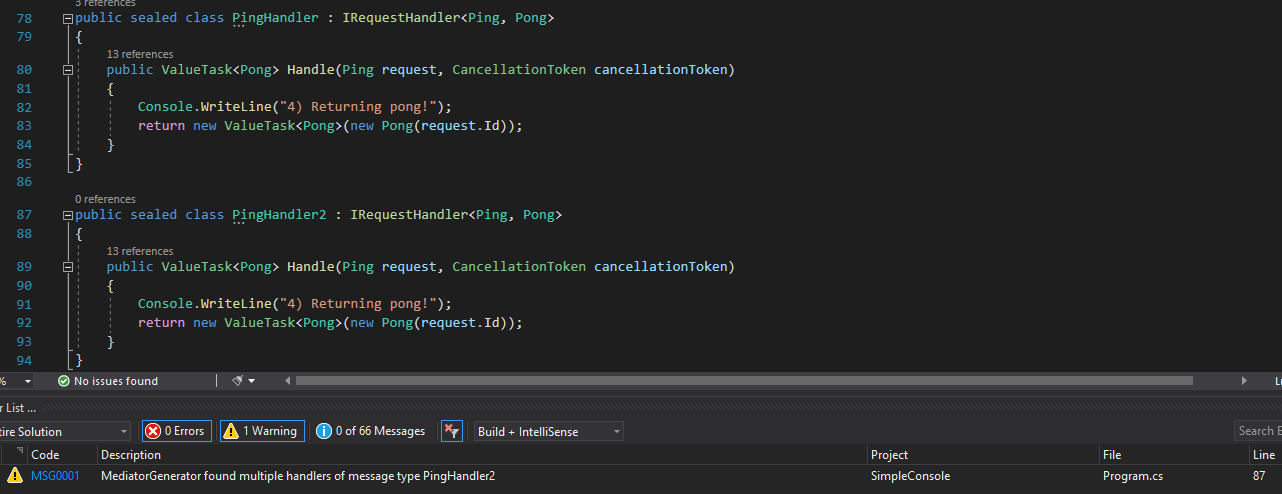 3 references
78 public sealed class PingHandler : IRequestHandler<Ping, Pong>
79 {
13 references
80 public ValueTask<Pong> Handle(Ping request, CancellationToken cancellationToken)
81 {
82 Console.WriteLine("4) Returning pong!");
83 return new ValueTask<Pong>(new Pong(request.Id));
84 }
85 }
86
0 references
87 public sealed class PingHandler2 : IRequestHandler<Ping, Pong>
88 {
13 references
89 public ValueTask<Pong> Handle(Ping request, CancellationToken cancellationToken)
90 {
91 Console.WriteLine("4) Returning pong!");
92 return new ValueTask<Pong>(new Pong(request.Id));
93 }
94 }
% No issues found
r List ...
tire Solution 0 Errors 1 Warning 0 of 66 Messages Build + IntelliSense Search E
Code Description Project File Line
MSG0001 MediatorGenerator found multiple handlers of message type PingHandler2 SimpleConsole Program.cs 87